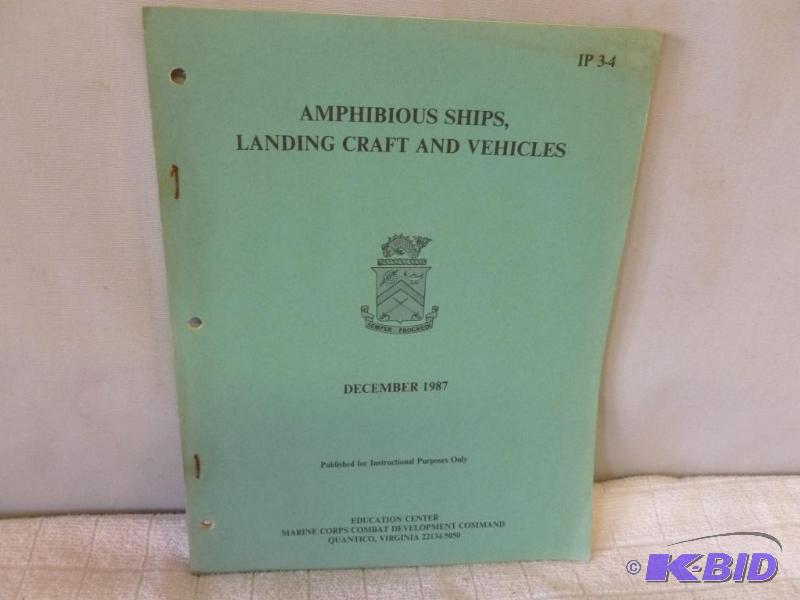 IP 3-4
AMPHIBIOUS SHIPS,
LANDING CRAFT AND VEHICLES
SEMPER PROGREDI
DECEMBER 1987
Published for Instructional Purposes Only
EDUCATION CENTER
MARINE CORPS COMBAT DEVELOPMENT COMMAND
QUANTICO, VIRGINIA 22134-5050
© K-BID